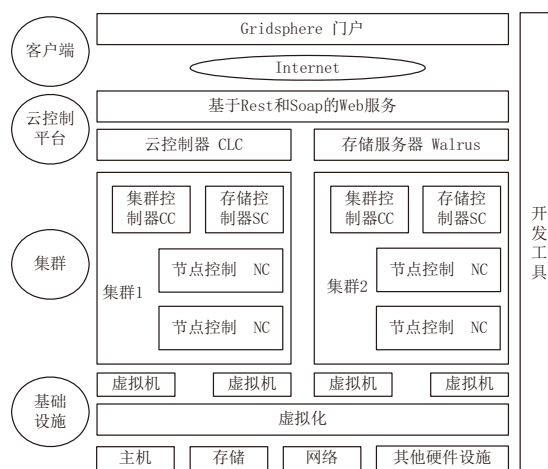 客户端
Gridsphere 门户
Internet
云控制
平台
基于Rest和Soap的Web服务
云控制器 CLC
存储服务器 Walrus
集群
集群控
制器CC
存储控
制器SC
节点控制 NC
集群1
节点控制 NC
集群控
制器CC
存储控
制器SC
节点控制 NC
集群2
节点控制 NC
基础
设施
虚拟机
虚拟机
虚拟机
虚拟机
虚拟化
主机
存储
网络
其他硬件设施
开
发
工
具